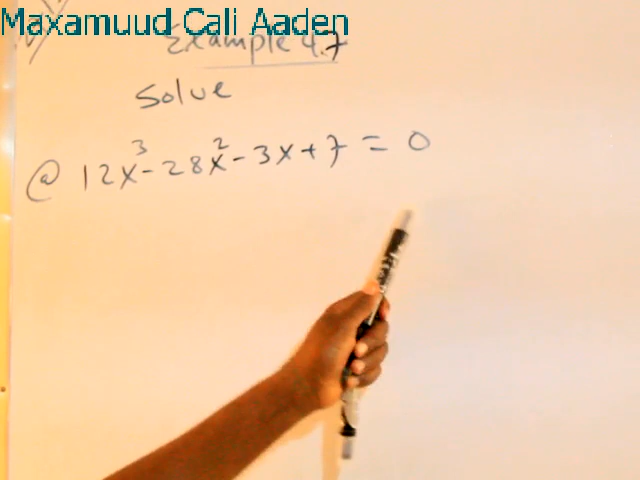 Maxamuud Cali Aaden
Example 4.7
Solve
ⓐ 12x³ - 28x² - 3x + 7 = 0